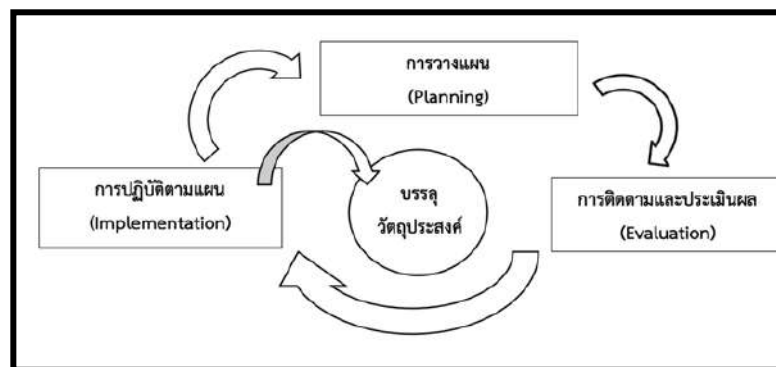 การวางแผน
(Planning)
การปฏิบัติตามแผน
(Implementation)
บรรลุ
วัตถุประสงค์
การติดตามและประเมินผล
(Evaluation)